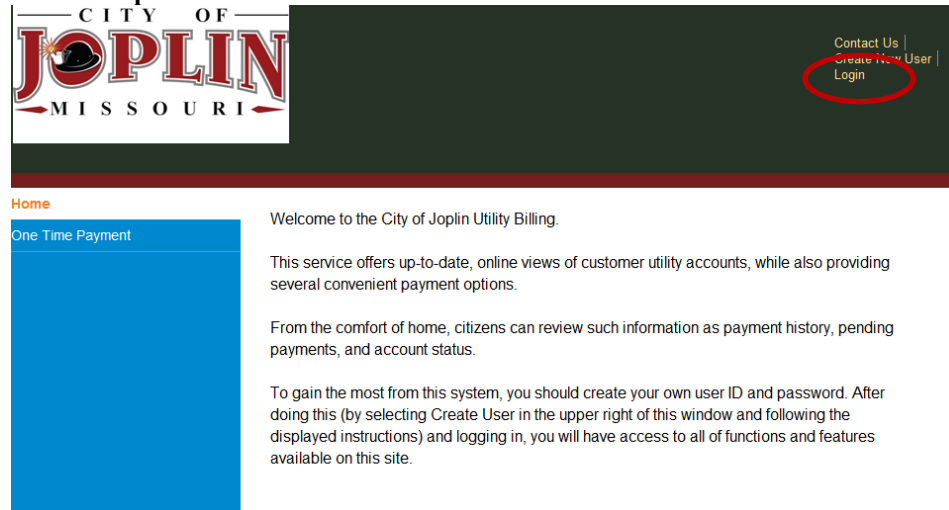 CITY OF
JOPLIN
MISSOURI
Contact Us |
Create New User |
Login
Home
One Time Payment
Welcome to the City of Joplin Utility Billing.
This service offers up-to-date, online views of customer utility accounts, while also providing
several convenient payment options.
From the comfort of home, citizens can review such information as payment history, pending
payments, and account status.
To gain the most from this system, you should create your own user ID and password. After
doing this (by selecting Create User in the upper right of this window and following the
displayed instructions) and logging in, you will have access to all of functions and features
available on this site.